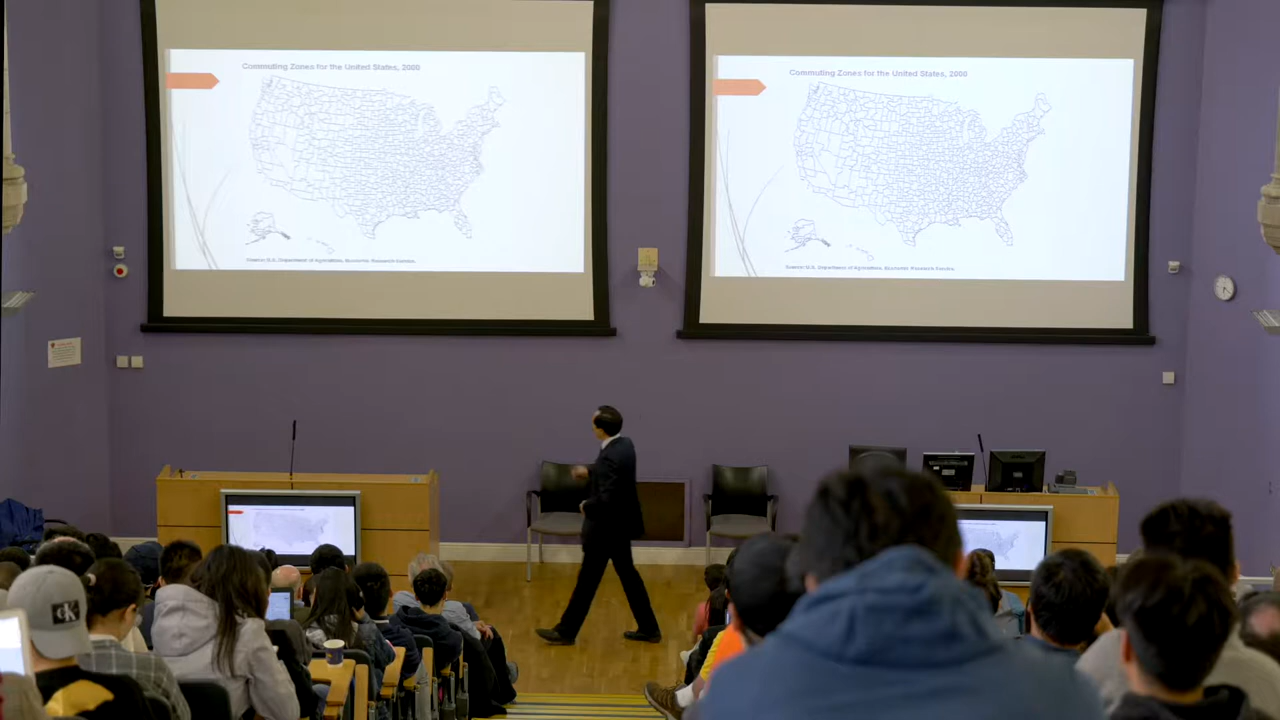 Commuting Zones for the United States, 2000
Source: U.S. Department of Agriculture, Economic Research Service.
Commuting Zones for the United States, 2000
Source: U.S. Department of Agriculture, Economic Research Service.
cK